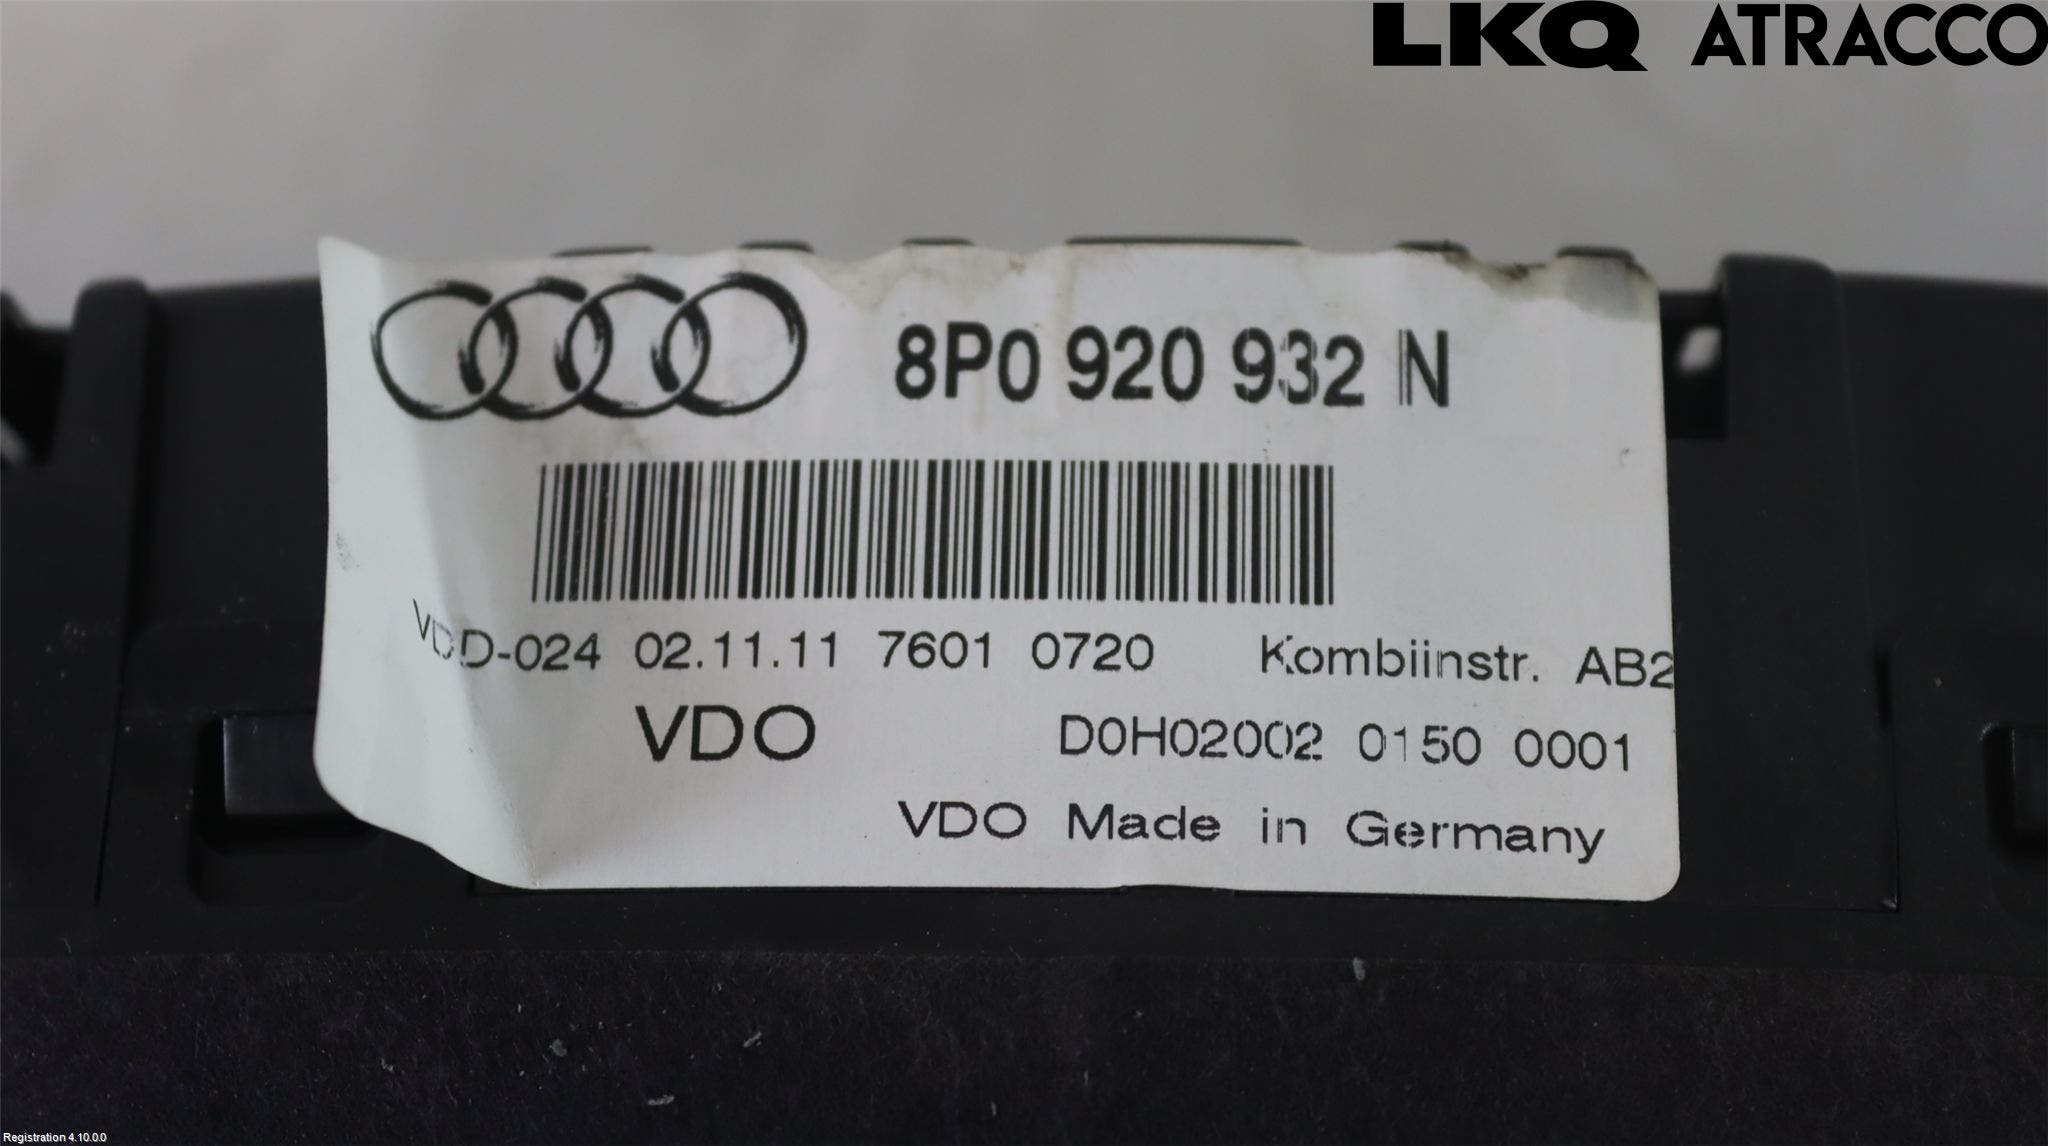 LKQ ATRACCO
8P0 920 932 N
VDD-024 02.11.11 7601 0720 Kombiinstr. AB2
VDO D0H02002 0150 0001
VDO Made in Germany
Registration 4.10.0.0